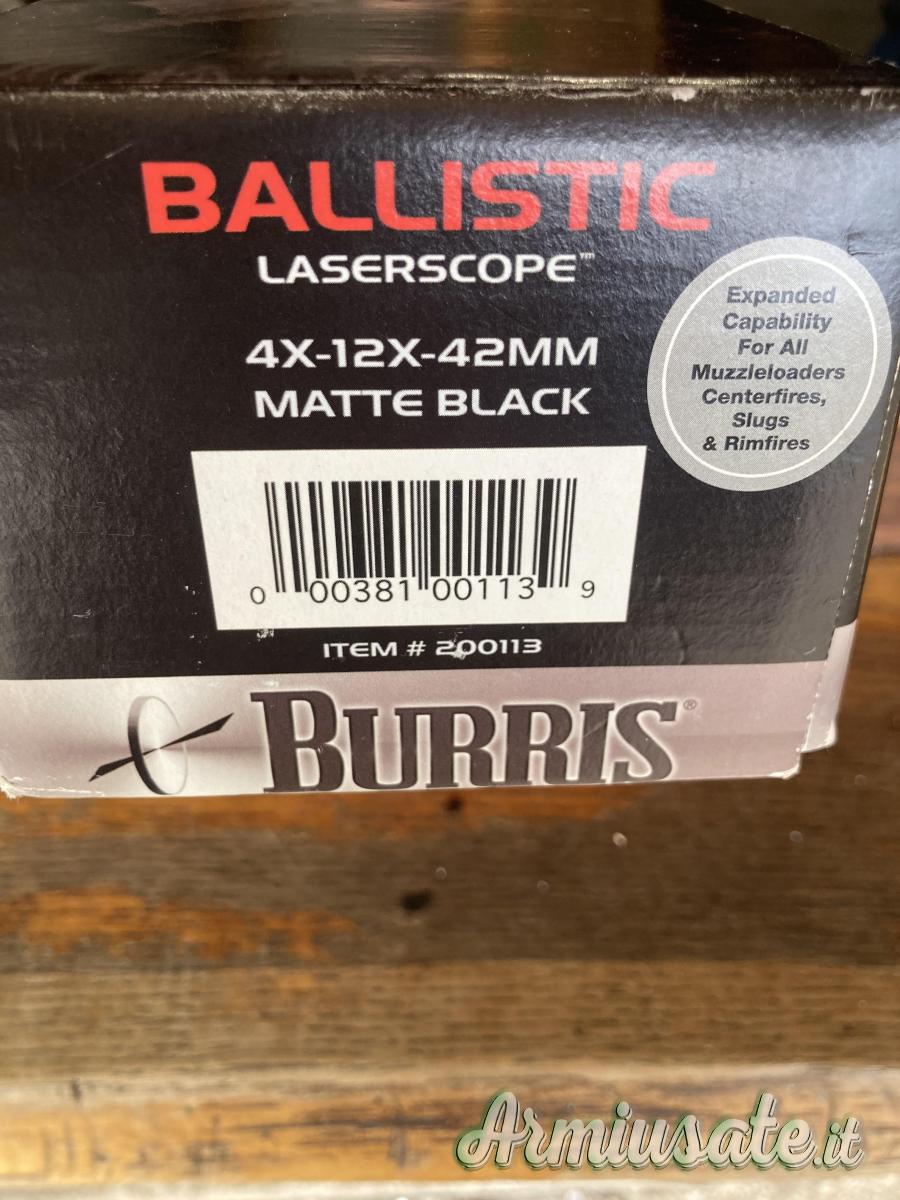 BALLISTIC
LASERSCOPE™
4X-12X-42MM
MATTE BLACK
Expanded
Capability
For All
Muzzleloaders
Centerfires,
Slugs
& Rimfires
0 00381 00113 9
ITEM # 200113
BURRIS®
Armiusate.it